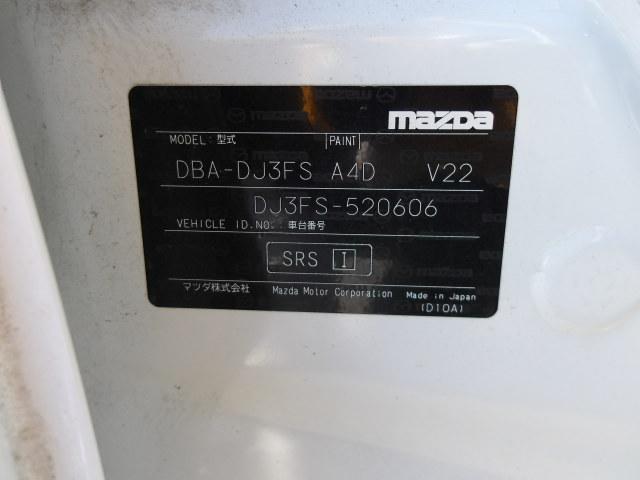 mazda
MODEL: 型式 PAINT
DBA-DJ3FS A4D V22
DJ3FS-520606
VEHICLE ID.NO. 車台番号
SRS I
マツダ株式会社 Mazda Motor Corporation Made in Japan
(D10A)